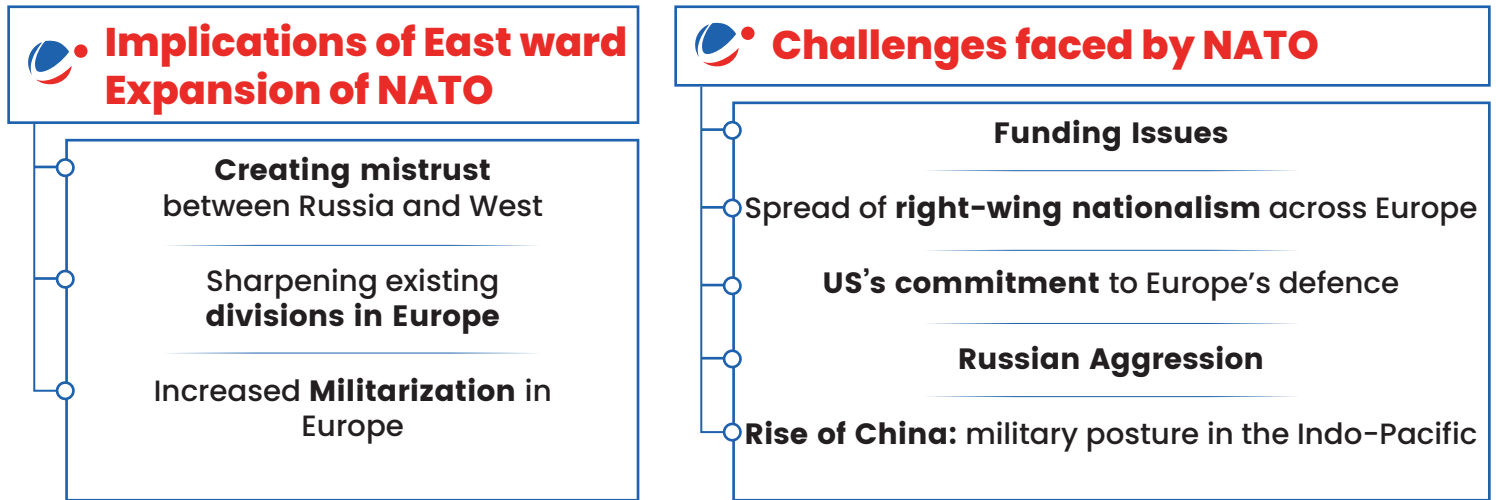 Implications of East ward
Expansion of NATO
Creating mistrust
between Russia and West
Sharpening existing
divisions in Europe
Increased Militarization in
Europe
Challenges faced by NATO
Funding Issues
Spread of right-wing nationalism across Europe
US’s commitment to Europe’s defence
Russian Aggression
Rise of China: military posture in the Indo-Pacific